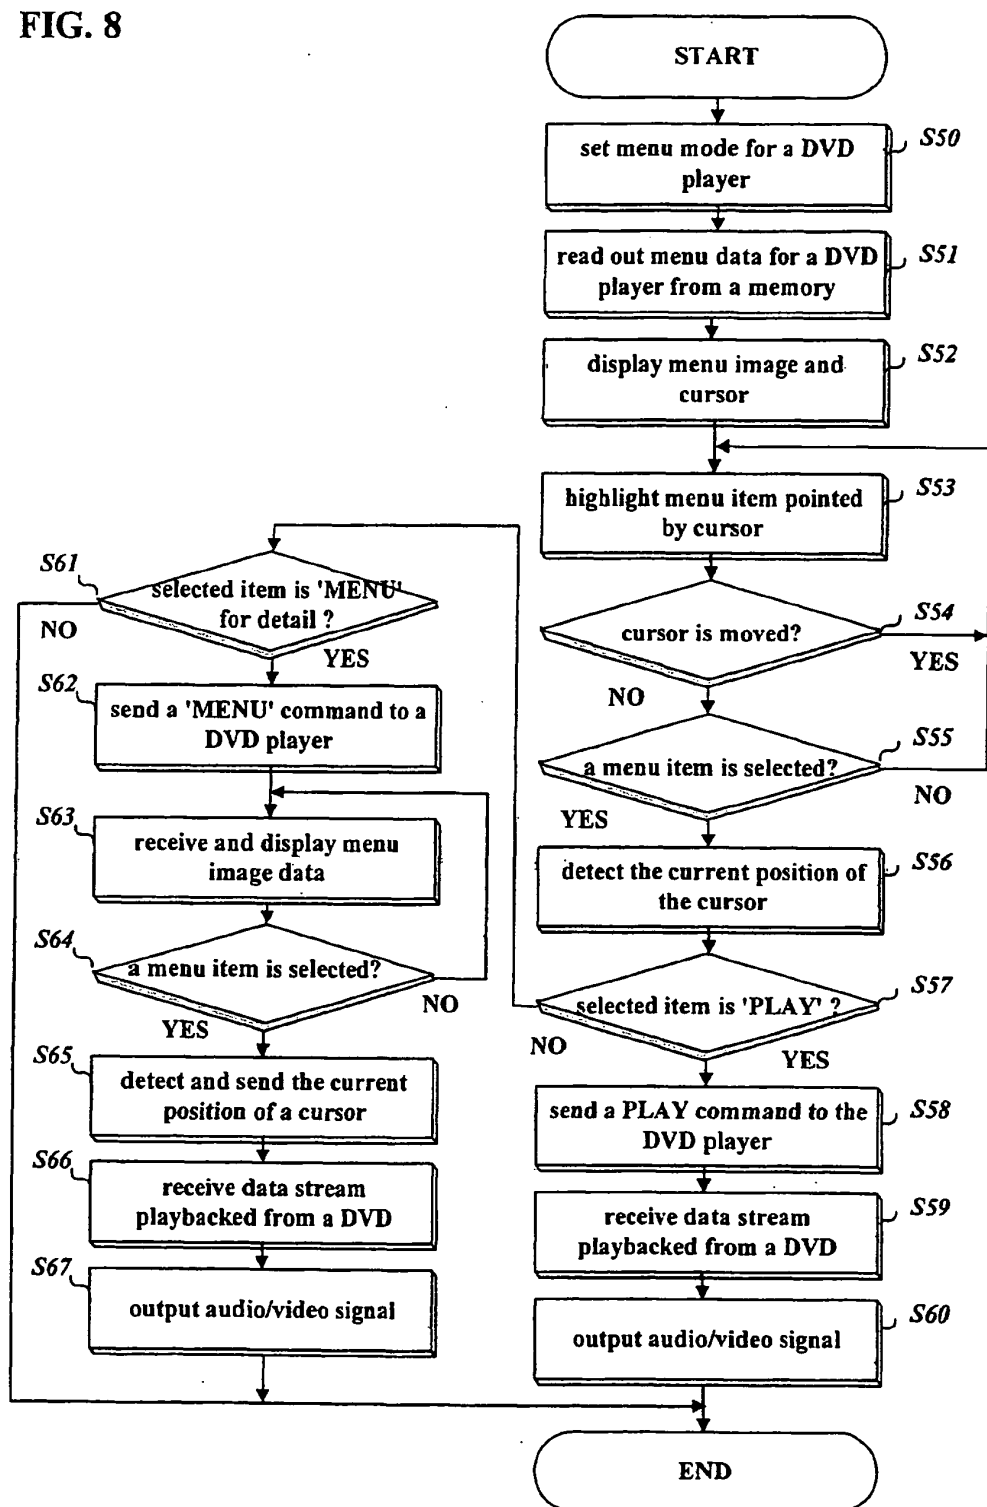 FIG. 8
START
set menu mode for a DVD
player
S50
read out menu data for a DVD
player from a memory
S51
display menu image and
cursor
S52
highlight menu item pointed
by cursor
S53
cursor is moved?
S54
YES
NO
a menu item is selected?
S55
NO
YES
detect the current position of
the cursor
S56
selected item is 'PLAY' ?
S57
NO
YES
send a PLAY command to the
DVD player
S58
receive data stream
playbacked from a DVD
S59
output audio/video signal
S60
S61
selected item is 'MENU'
for detail ?
NO
YES
S62
send a 'MENU' command to a
DVD player
S63
receive and display menu
image data
S64
a menu item is selected?
NO
YES
S65
detect and send the current
position of a cursor
S66
receive data stream
playbacked from a DVD
S67
output audio/video signal
END